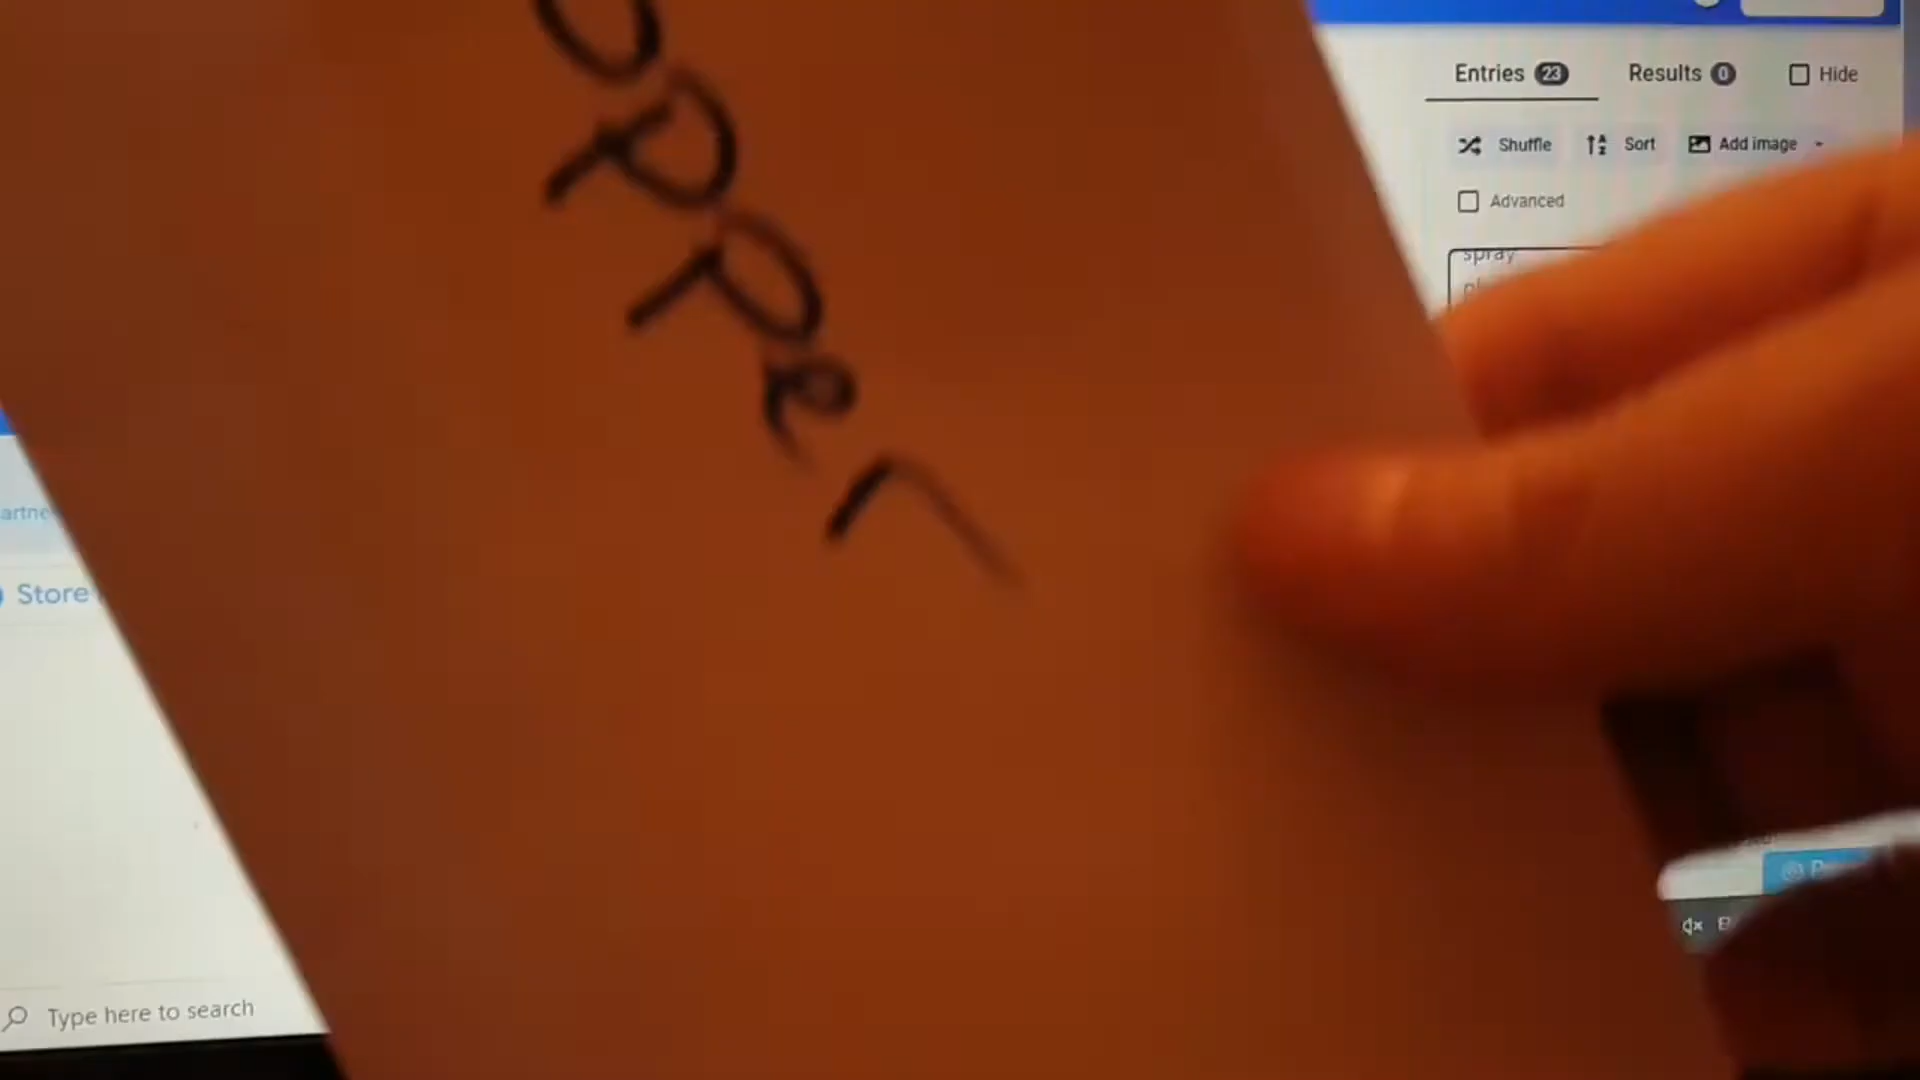 opper
Entries 23
Results 0
Hide
Shuffle
Sort
Add image
Advanced
spray
Store
Type here to search